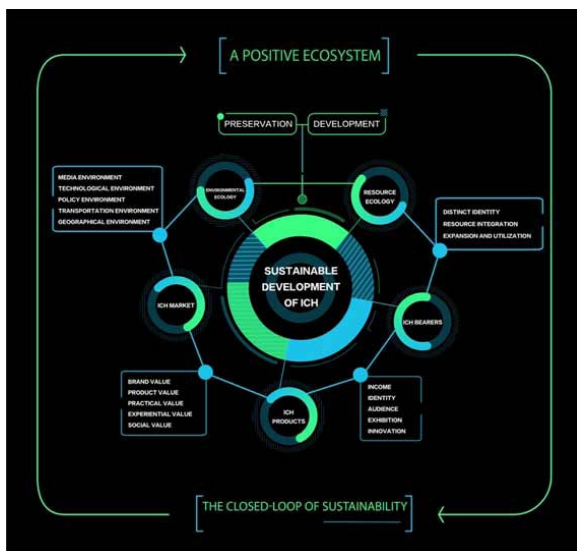 A POSITIVE ECOSYSTEM
PRESERVATION
DEVELOPMENT
MEDIA ENVIRONMENT
TECHNOLOGICAL ENVIRONMENT
POLICY ENVIRONMENT
TRANSPORTATION ENVIRONMENT
GEOGRAPHICAL ENVIRONMENT
ENVIRONMENTAL
ECOLOGY
RESOURCE
ECOLOGY
DISTINCT IDENTITY
RESOURCE INTEGRATION
EXPANSION AND UTILIZATION
SUSTAINABLE
DEVELOPMENT
OF ICH
ICH MARKET
ICH BEARERS
BRAND VALUE
PRODUCT VALUE
PRACTICAL VALUE
EXPERIENTIAL VALUE
SOCIAL VALUE
ICH
PRODUCTS
INCOME
IDENTITY
AUDIENCE
EXHIBITION
INNOVATION
THE CLOSED-LOOP OF SUSTAINABILITY